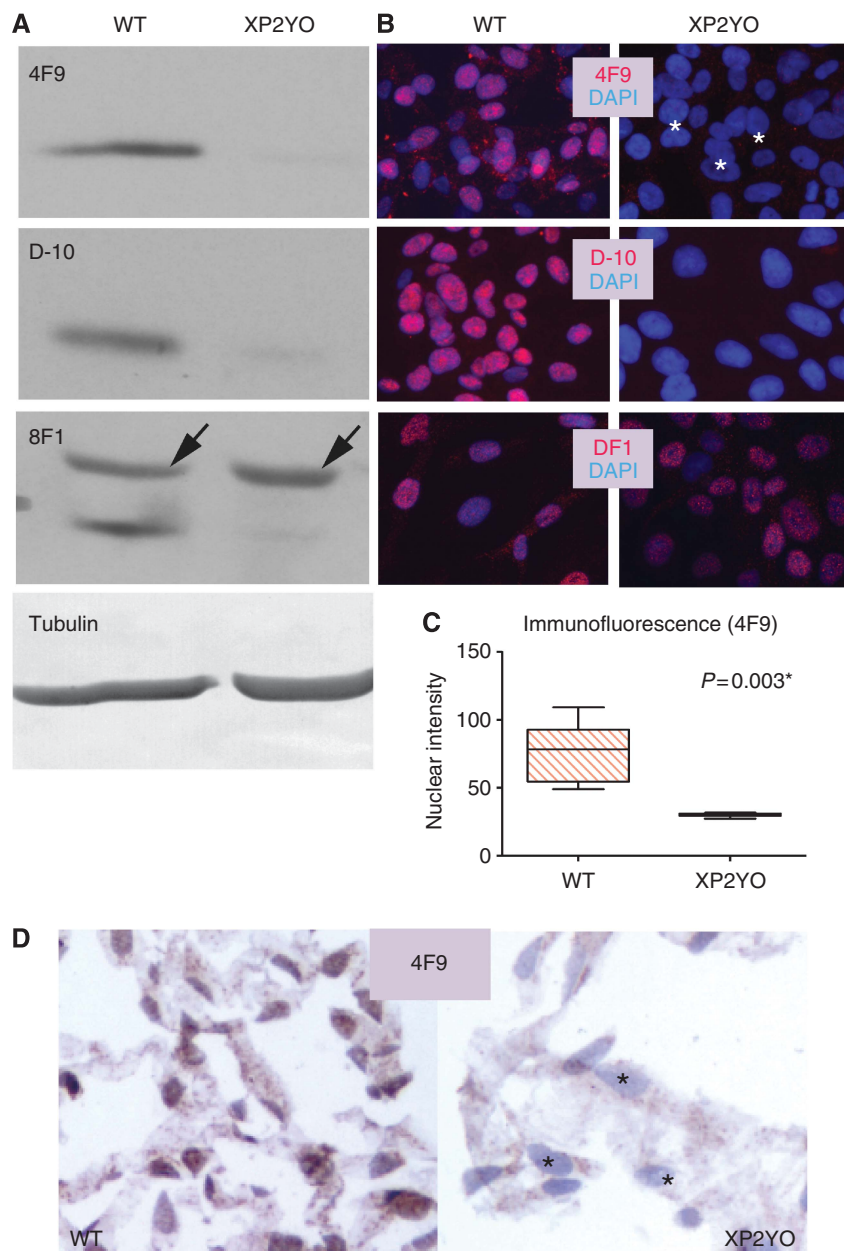 A
WT XP2YO
4F9
D-10
8F1
Tubulin
B
WT XP2YO
4F9
DAPI
*
*
*
D-10
DAPI
DF1
DAPI
C
Immunofluorescence (4F9)
150
100
50
0
Nuclear intensity
P=0.003*
WT XP2YO
D
4F9
*
*
*
WT
XP2YO